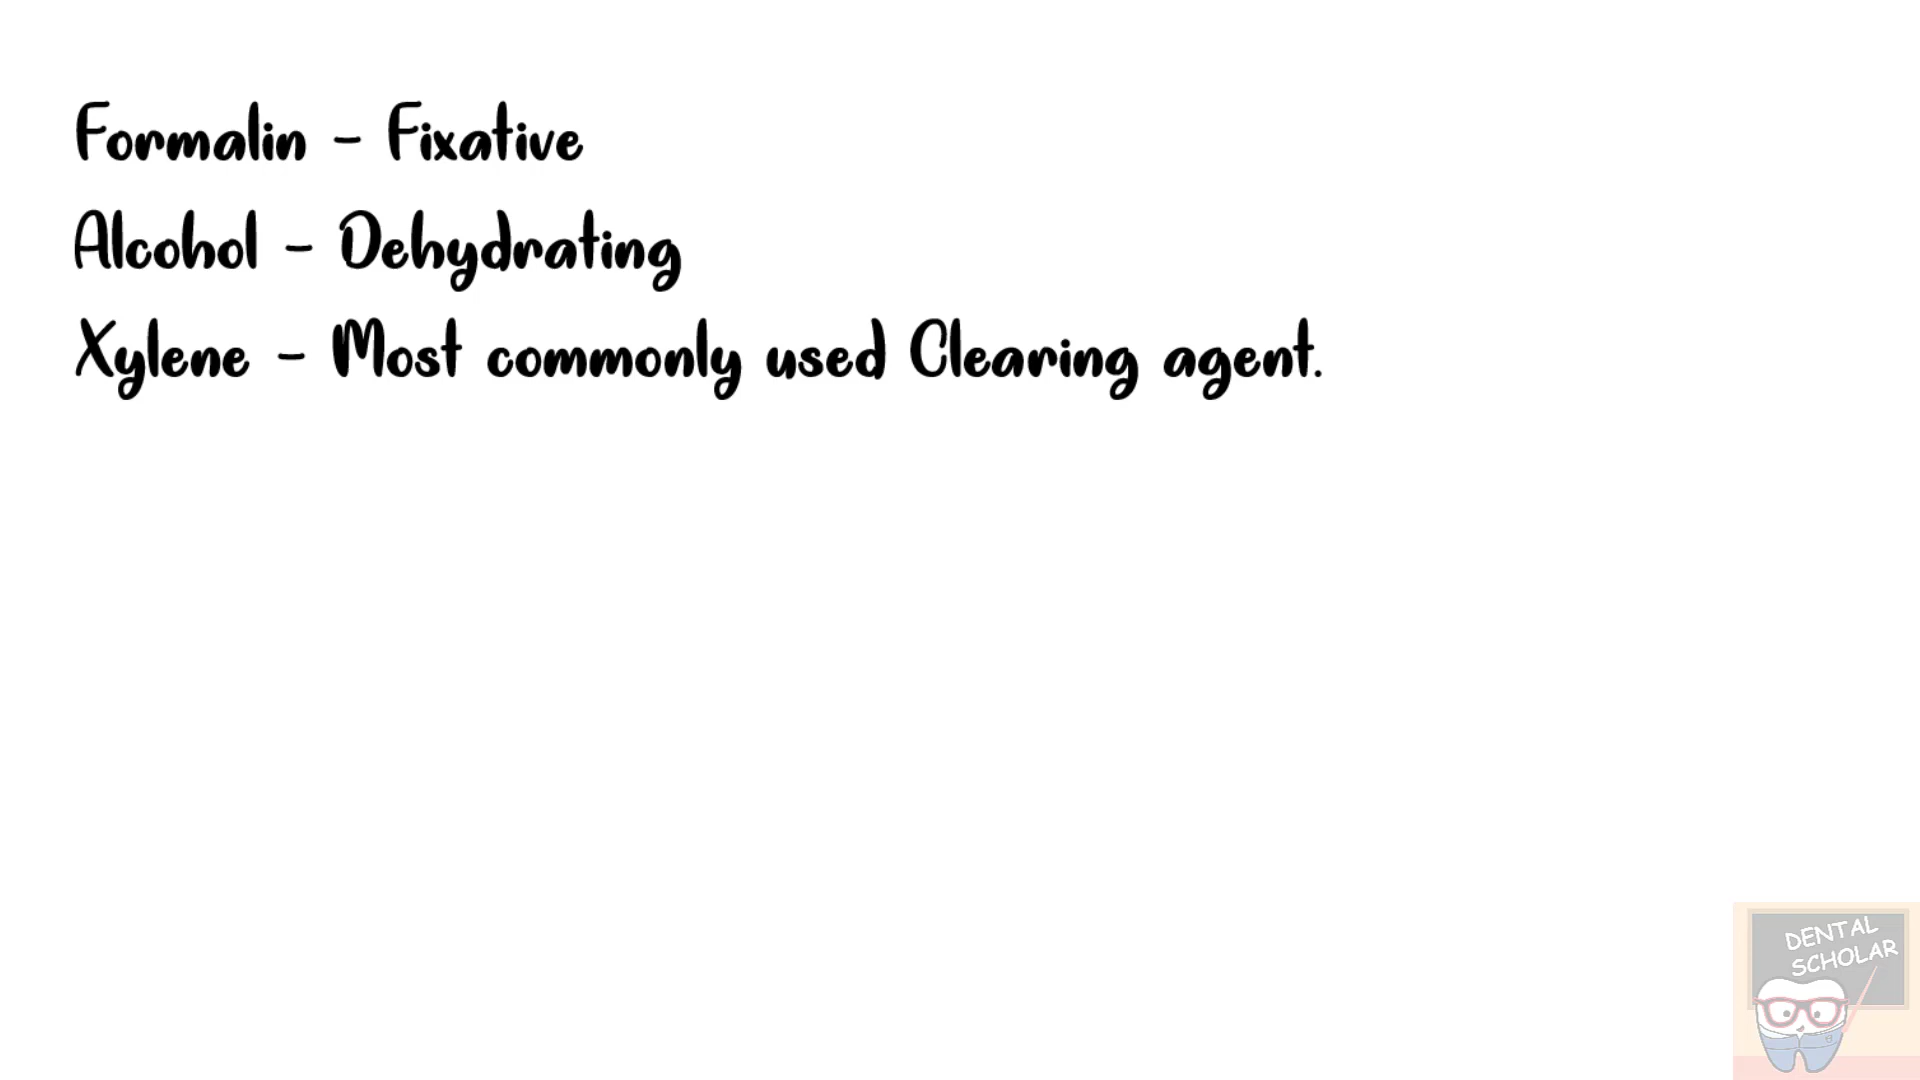 Formalin - Fixative
Alcohol - Dehydrating
Xylene - Most commonly used Clearing agent.
DENTAL
SCHOLAR